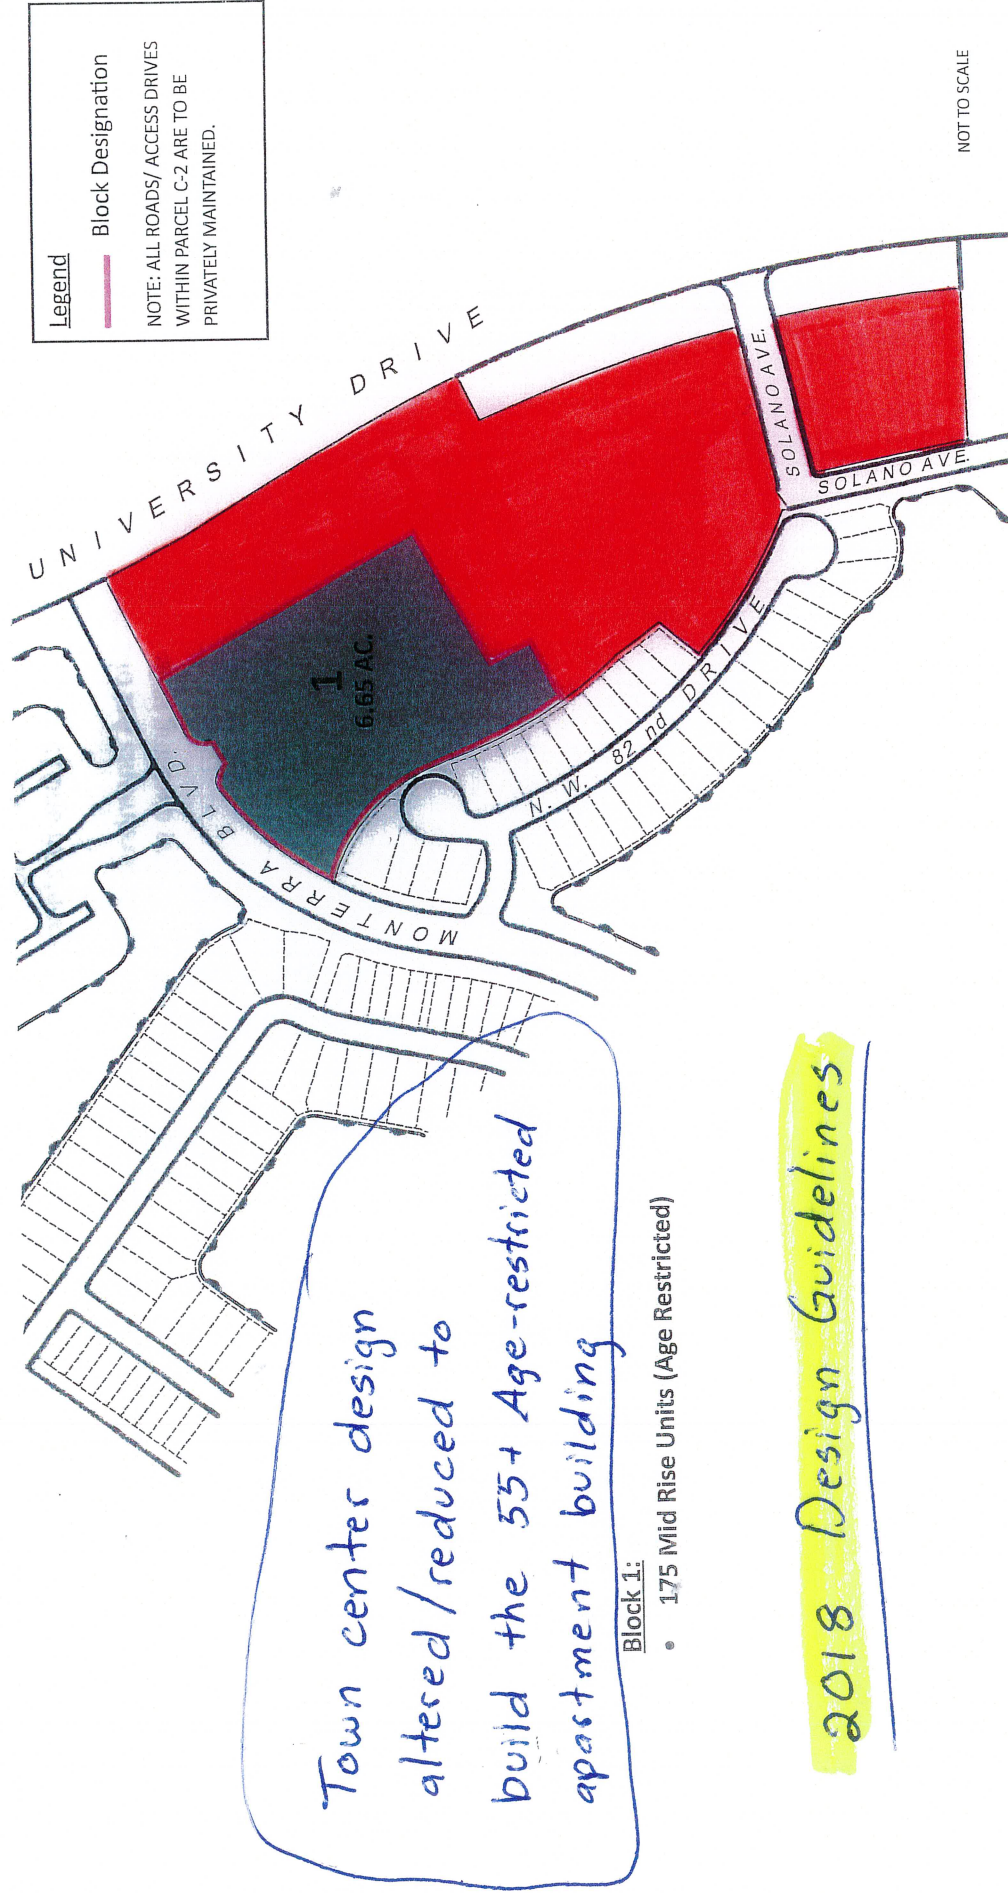 Legend
Block Designation
NOTE: ALL ROADS/ ACCESS DRIVES
WITHIN PARCEL C-2 ARE TO BE
PRIVATELY MAINTAINED.
UNIVERSITY DRIVE
1
6.65 AC.
MONTERRA BLVD
N.W. 82nd DRIVE
SOLANO AVE.
SOLANO AVE.
NOT TO SCALE
Town center design
altered/reduced to
build the 55+ Age-restricted
apartment building
Block 1:
• 175 Mid Rise Units (Age Restricted)
2018 Design Guidelines